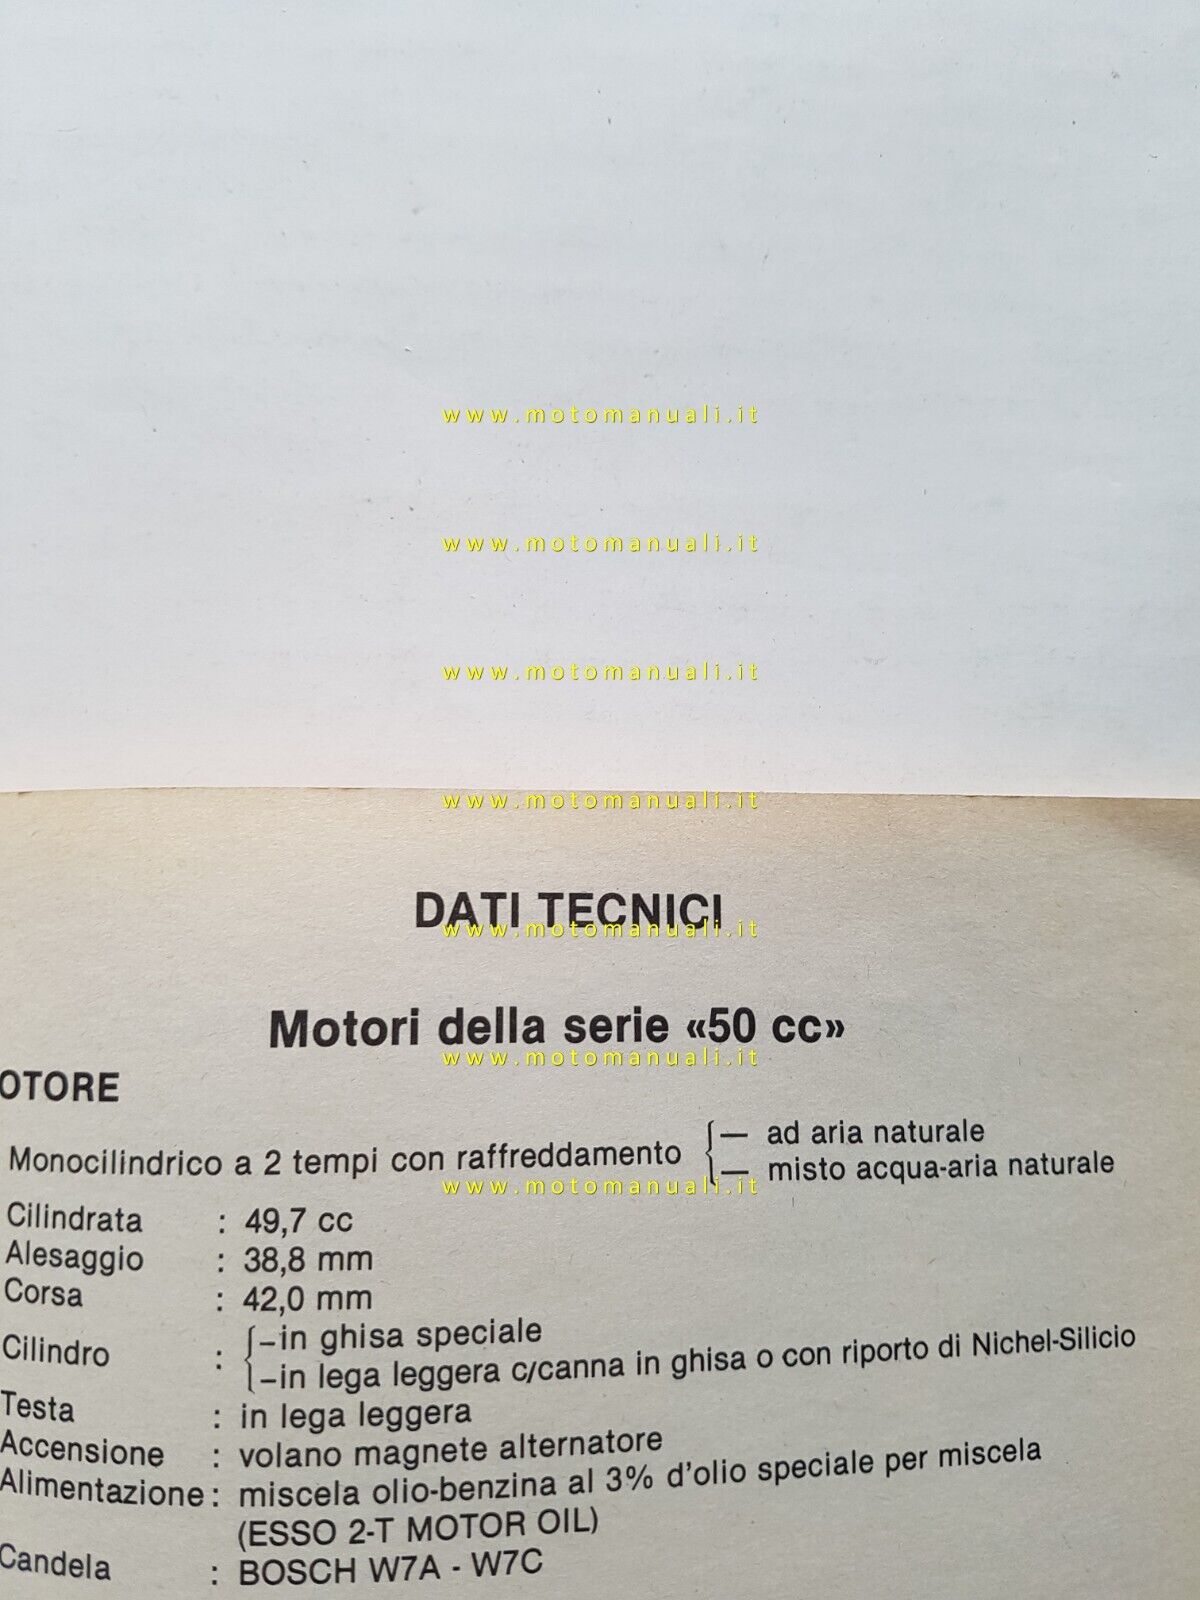 www.motomanuali.it
www.motomanuali.it
www.motomanuali.it
www.motomanuali.it
DATI TECNICI
www.motomanuali.it
Motori della serie «50 cc»
www.motomanuali.it
OTORE
Monocilindrico a 2 tempi con raffreddamento { — ad aria naturale
— misto acqua-aria naturale
www.motomanuali.it
Cilindrata : 49,7 cc
Alesaggio : 38,8 mm
Corsa : 42,0 mm
Cilindro : { – in ghisa speciale
– in lega leggera c/canna in ghisa o con riporto di Nichel-Silicio
Testa : in lega leggera
Accensione : volano magnete alternatore
Alimentazione : miscela olio-benzina al 3% d'olio speciale per miscela
(ESSO 2-T MOTOR OIL)
Candela : BOSCH W7A - W7C